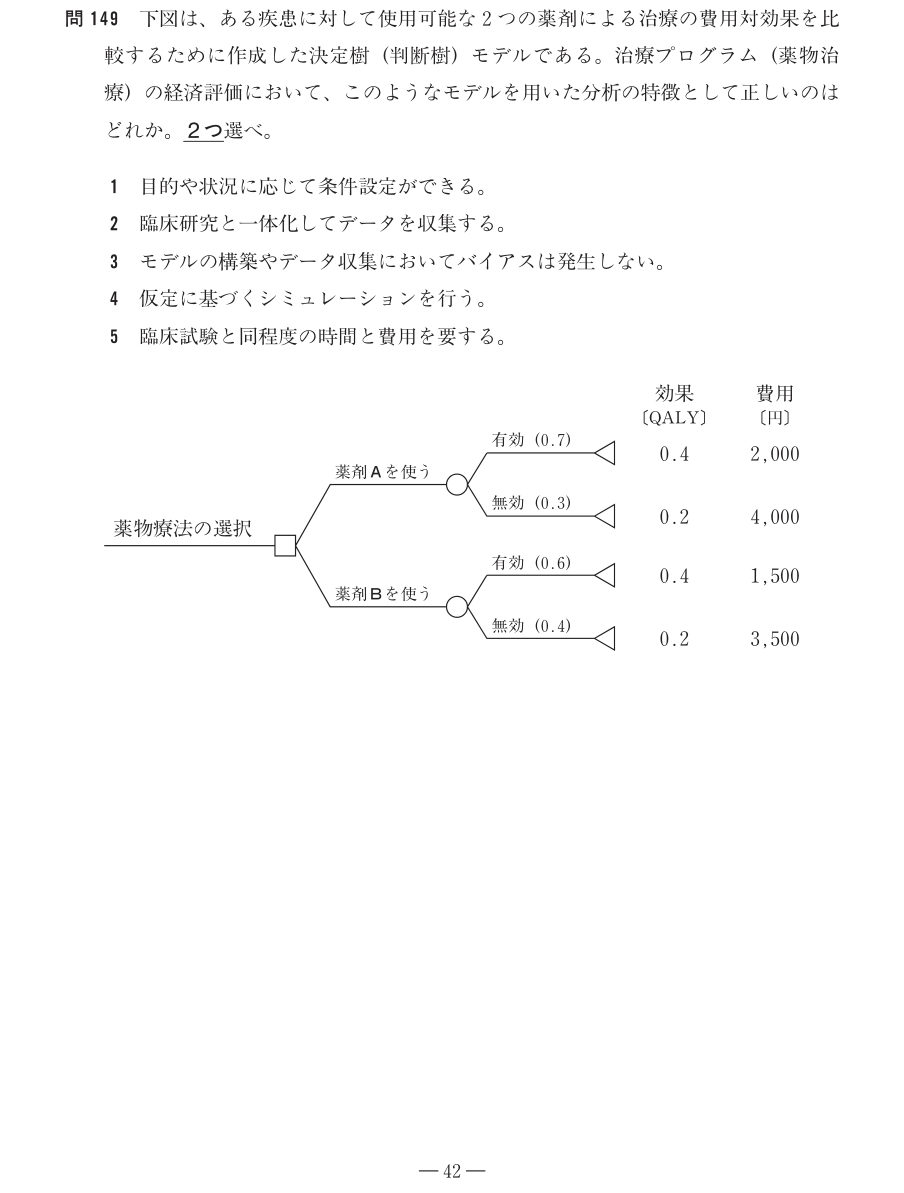 問 149 下図は、ある疾患に対して使用可能な2つの薬剤による治療の費用対効果を比
較するために作成した決定樹（判断樹）モデルである。治療プログラム（薬物治
療）の経済評価において、このようなモデルを用いた分析の特徴として正しいのは
どれか。２つ選べ。
1 目的や状況に応じて条件設定ができる。
2 臨床研究と一体化してデータを収集する。
3 モデルの構築やデータ収集においてバイアスは発生しない。
4 仮定に基づくシミュレーションを行う。
5 臨床試験と同程度の時間と費用を要する。
効果 費用
〔QALY〕 〔円〕
有効（0.7） 0.4 2,000
薬剤Aを使う
無効（0.3） 0.2 4,000
薬物療法の選択
有効（0.6） 0.4 1,500
薬剤Bを使う
無効（0.4） 0.2 3,500
― 42 ―